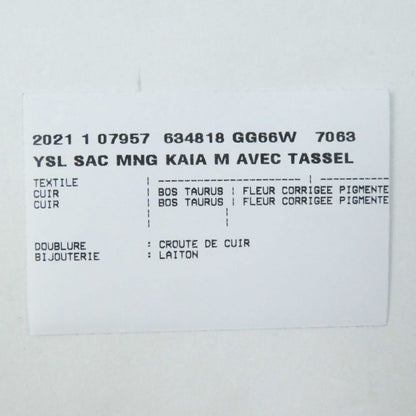 2021 1 07957 634818 GG66W 7063
YSL SAC MNG KAIA M AVEC TASSEL
TEXTILE | ---------------------- | -------------
CUIR | BOS TAURUS | FLEUR CORRIGEE PIGMENTE
CUIR | BOS TAURUS | FLEUR CORRIGEE PIGMENTE
DOUBLURE : CROUTE DE CUIR
BIJOUTERIE : LAITON